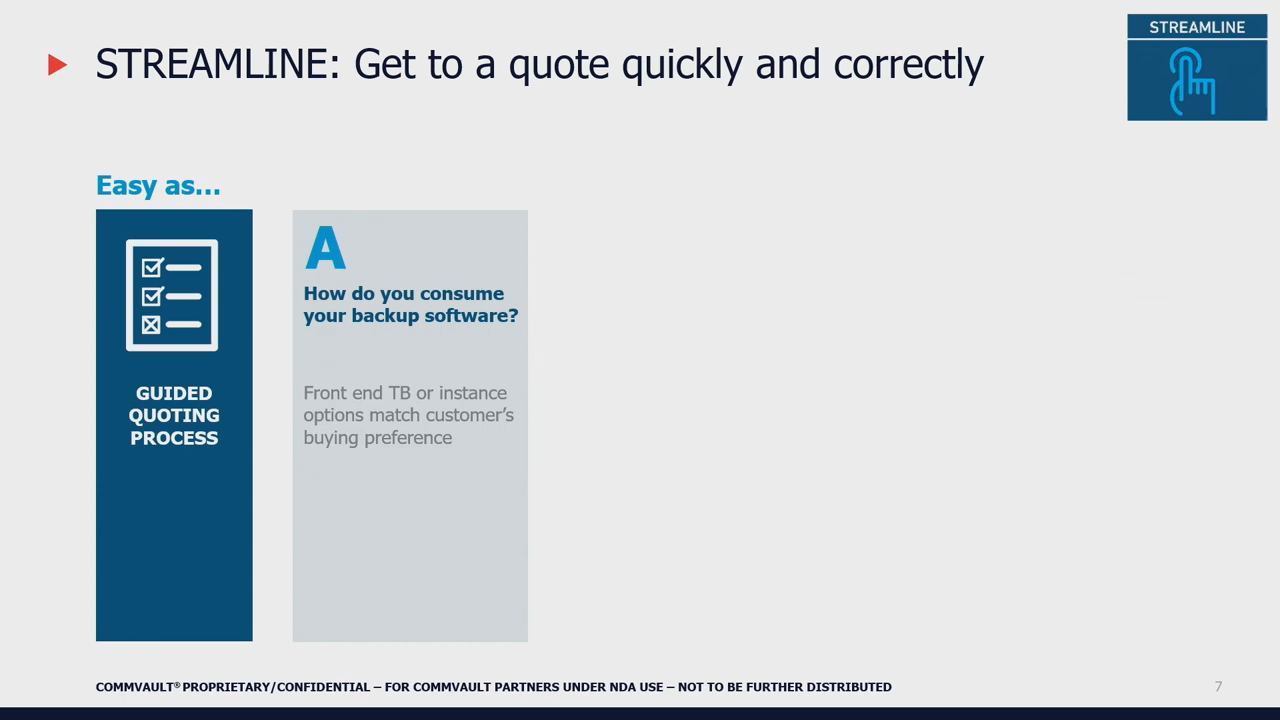 STREAMLINE: Get to a quote quickly and correctly
STREAMLINE
Easy as...
GUIDED
QUOTING
PROCESS
A
How do you consume
your backup software?
Front end TB or instance
options match customer's
buying preference
COMMVAULT® PROPRIETARY/CONFIDENTIAL – FOR COMMVAULT PARTNERS UNDER NDA USE – NOT TO BE FURTHER DISTRIBUTED
7